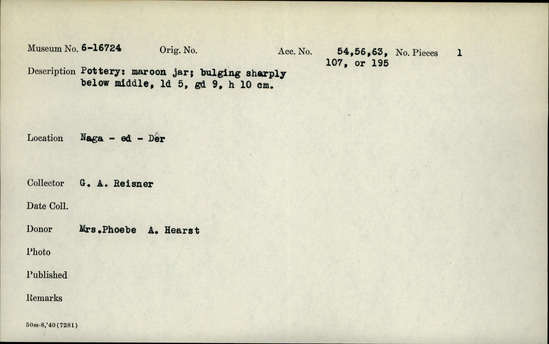 Museum No. 6-16724 Orig. No. Acc. No. 54,56,63, No. Pieces 1
107, or 195
Description Pottery: maroon jar; bulging sharply
below middle, ld 5, gd 9, h 10 cm.
Location Naga - ed - Dêr
Collector G. A. Reisner
Date Coll.
Donor Mrs.Phoebe A. Hearst
Photo
Published
Remarks
50m-8,'40(7281)